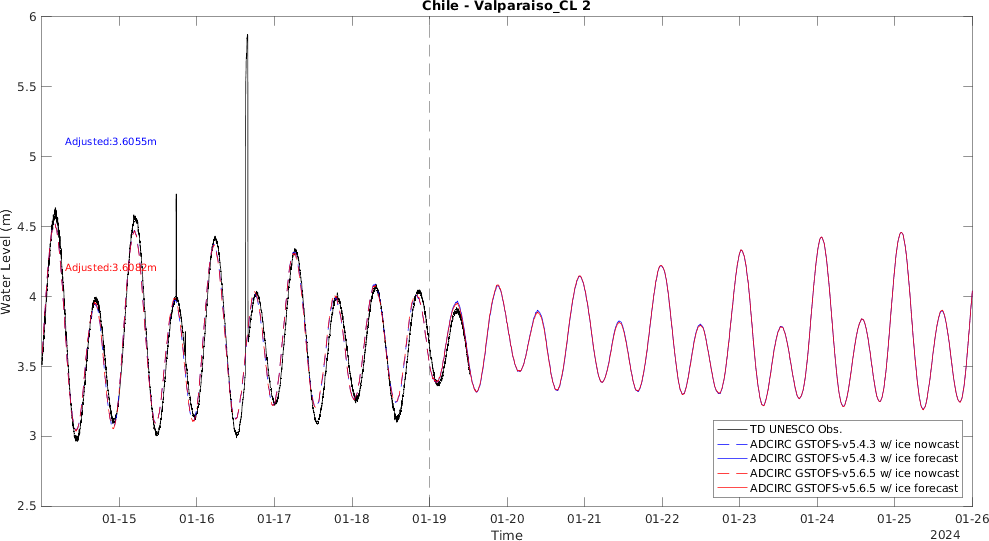 Chile - Valparaiso_CL 2
6
5.5
5
4.5
4
3.5
3
2.5
Water Level (m)
Adjusted:3.6055m
Adjusted:3.6082m
TD UNESCO Obs.
ADCIRC GSTOFS-v5.4.3 w/ ice nowcast
ADCIRC GSTOFS-v5.4.3 w/ ice forecast
ADCIRC GSTOFS-v5.6.5 w/ ice nowcast
ADCIRC GSTOFS-v5.6.5 w/ ice forecast
01-15 01-16 01-17 01-18 01-19 01-20 01-21 01-22 01-23 01-24 01-25 01-26
Time
2024